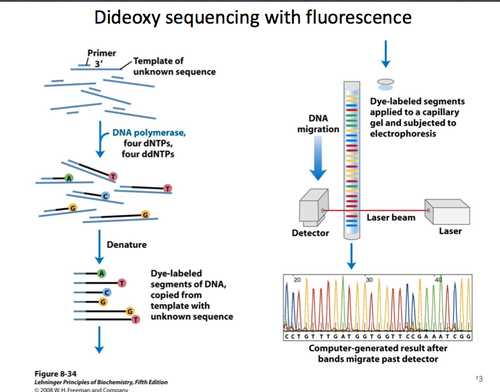 Dideoxy sequencing with fluorescence
Primer
3′
Template of
unknown sequence
DNA polymerase,
four dNTPs,
four ddNTPs
A
T
C
T
G
G
Denature
A
T
C
G
G
T
Dye-labeled
segments of DNA,
copied from
template with
unknown sequence
Dye-labeled segments
applied to a capillary
gel and subjected to
electrophoresis
DNA
migration
Laser beam
Detector
Laser
20 30 40
C C T G T T T G A T G G T G G T T C C G A A A T C G G
Computer-generated result after
bands migrate past detector
Figure 8-34
Lehninger Principles of Biochemistry, Fifth Edition
© 2008 W. H. Freeman and Company